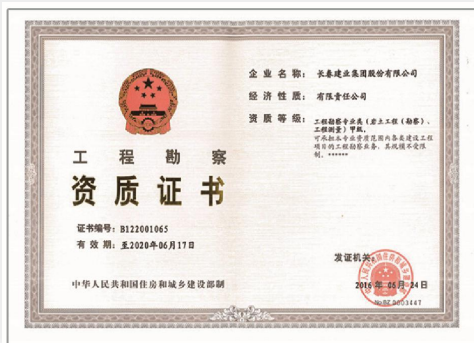 企业名称：长春建业集团股份有限公司
经济性质：有限责任公司
资质等级：工程勘察专业类（岩土工程（勘察）、
工程测量）甲级。
可承担本专业资质范围内各类建设工程
项目的工程勘察业务，其规模不受限
制。******
工程勘察
资质证书
证书编号：B122001065
有效期：至2020年06月17日
中华人民共和国住房和城乡建设部制
发证机关：
2016年05月24日
No.BZ 0003447